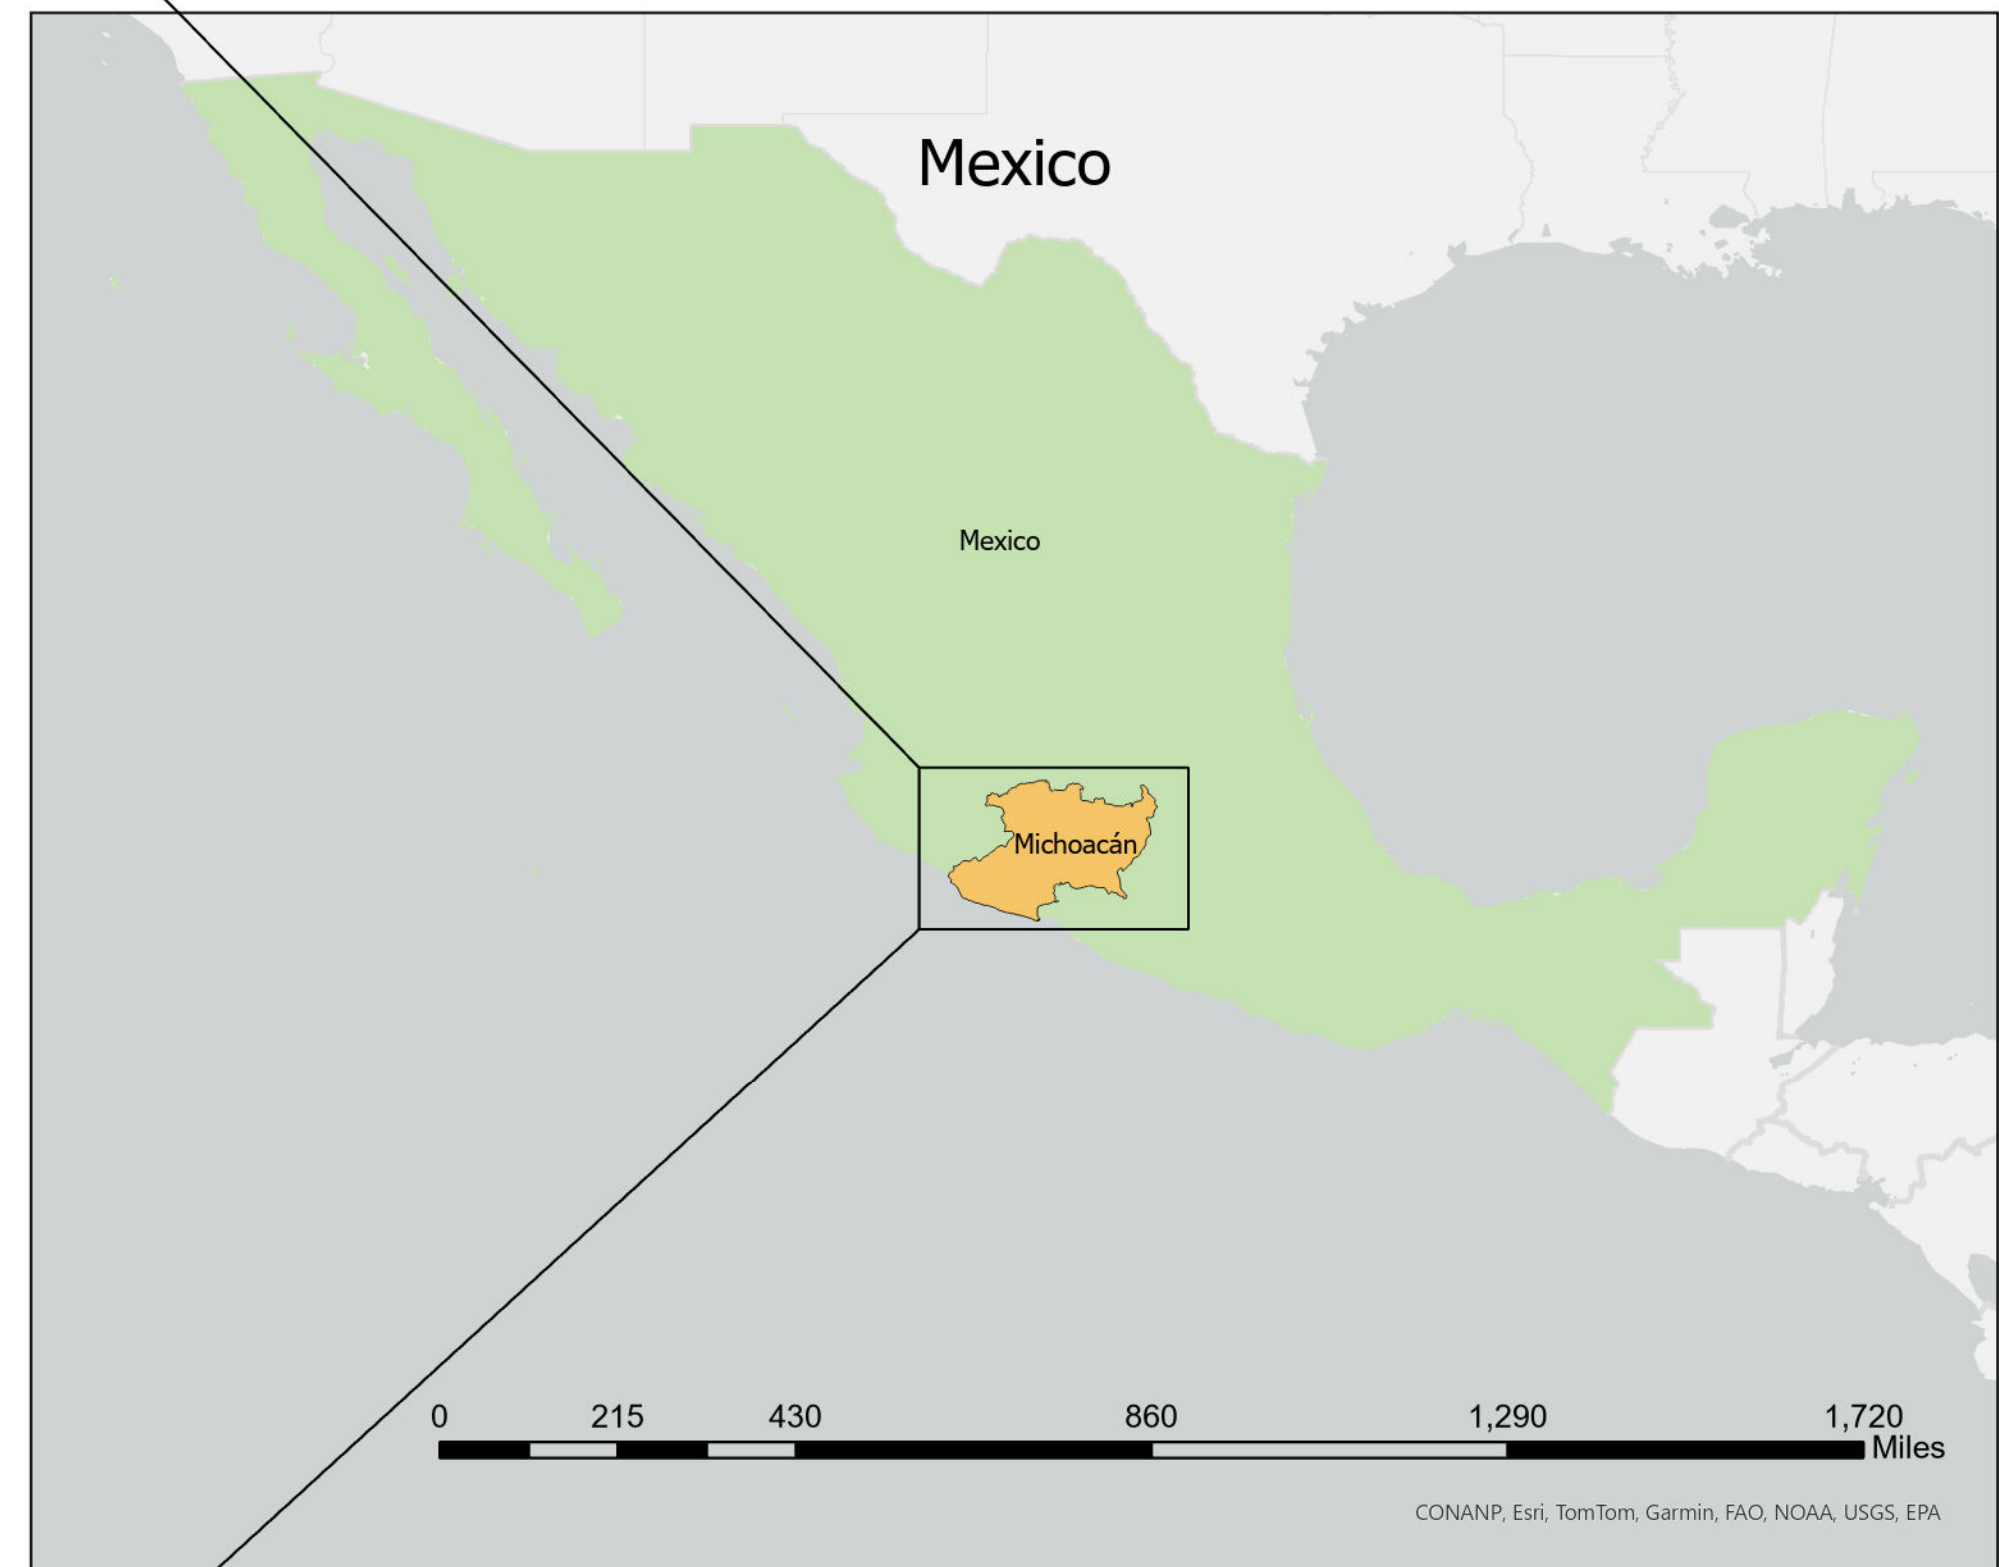 Mexico
Mexico
Michoacán
0 215 430 860 1,290 1,720
Miles
CONANP, Esri, TomTom, Garmin, FAO, NOAA, USGS, EPA